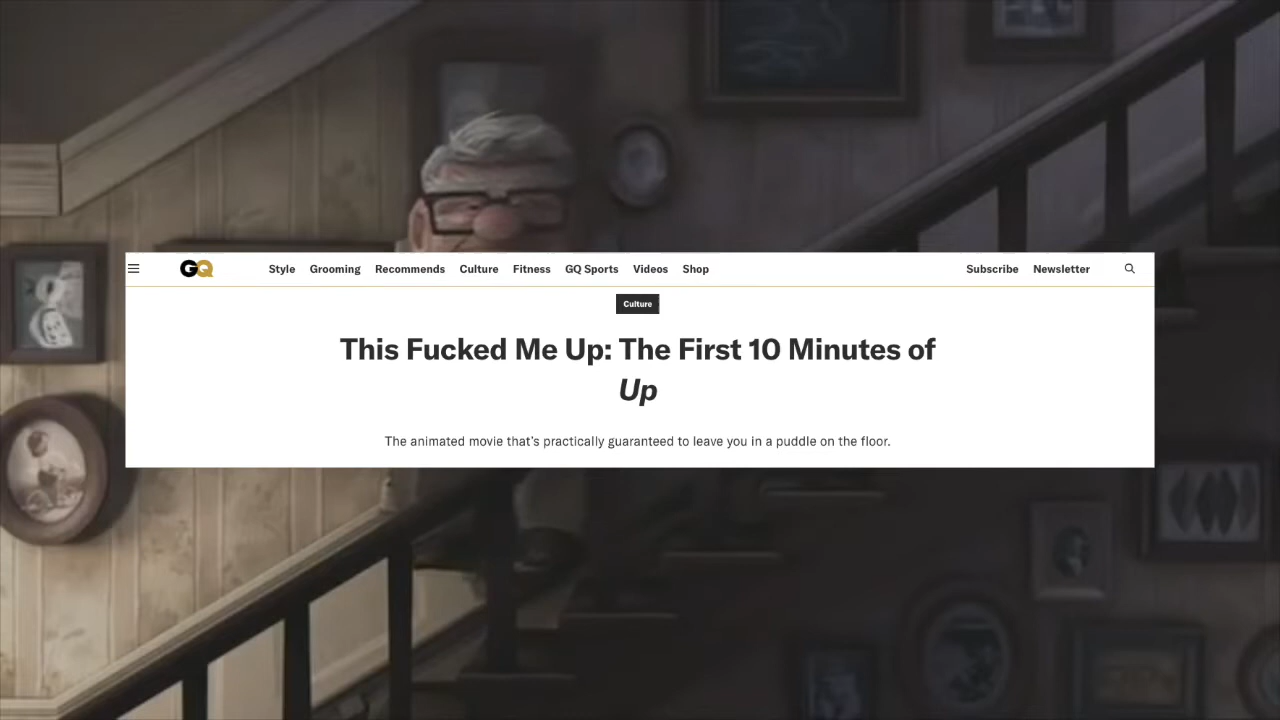 GQ Style Grooming Recommends Culture Fitness GQ Sports Videos Shop Subscribe Newsletter
Culture
This Fucked Me Up: The First 10 Minutes of
Up
The animated movie that's practically guaranteed to leave you in a puddle on the floor.